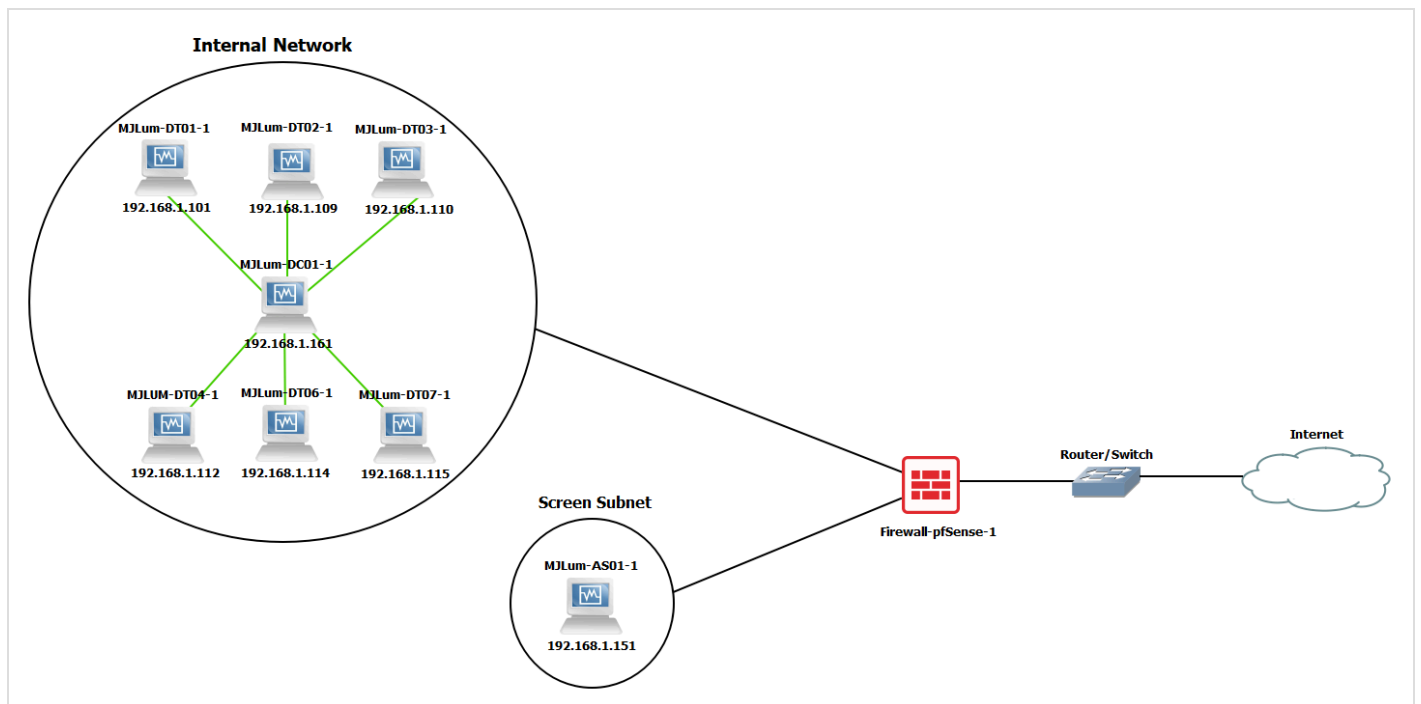 Internal Network
MJLum-DT01-1
MJLum-DT02-1
MJLum-DT03-1
192.168.1.101
192.168.1.109
192.168.1.110
MJLum-DC01-1
192.168.1.161
MJLUM-DT04-1
MJLum-DT06-1
MJLum-DT07-1
192.168.1.112
192.168.1.114
192.168.1.115
Internet
Router/Switch
Screen Subnet
Firewall-pfSense-1
MJLum-AS01-1
192.168.1.151